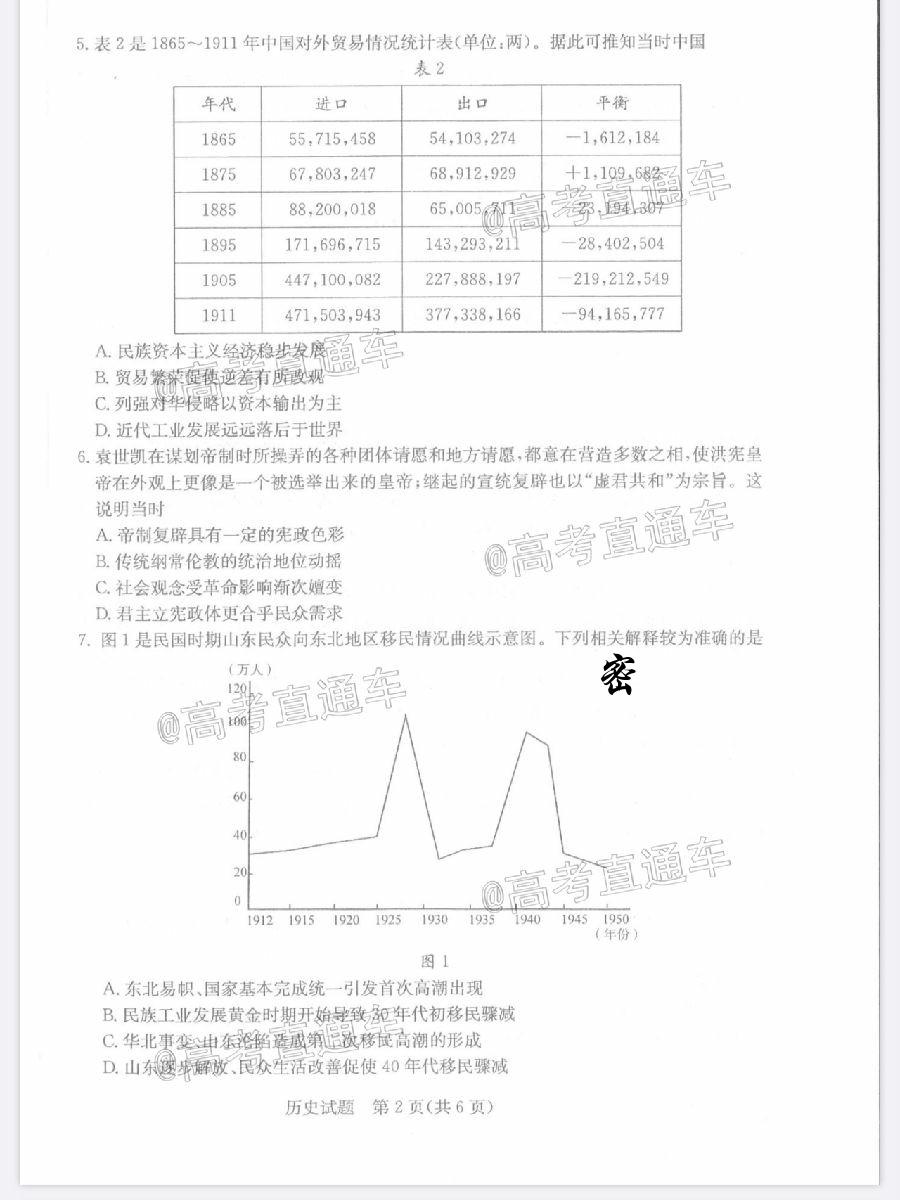 5. 表 2 是 1865～1911 年中国对外贸易情况统计表(单位:两)。据此可推知当时中国
表 2
年代 进口 出口 平衡
1865 55,715,458 54,103,274 －1,612,184
1875 67,803,247 68,912,929 ＋1,109,682
1885 88,200,018 65,005,711 －23,194,307
1895 171,696,715 143,293,211 －28,402,504
1905 447,100,082 227,888,197 －219,212,549
1911 471,503,943 377,338,166 －94,165,777
@高考直通车
A. 民族资本主义经济稳步发展
B. 贸易繁荣促使逆差有所改观
C. 列强对华侵略以资本输出为主
D. 近代工业发展远远落后于世界
@高考直通车
6. 袁世凯在谋划帝制时所操弄的各种团体请愿和地方请愿,都意在营造多数之相,使洪宪皇
帝在外观上更像是一个被选举出来的皇帝;继起的宣统复辟也以“虚君共和”为宗旨。这
说明当时
A. 帝制复辟具有一定的宪政色彩
B. 传统纲常伦教的统治地位动摇
C. 社会观念受革命影响渐次嬗变
D. 君主立宪政体更合乎民众需求
@高考直通车
7. 图 1 是民国时期山东民众向东北地区移民情况曲线示意图。下列相关解释较为准确的是
密
(万人)
120
100
80
60
40
20
0
1912 1915 1920 1925 1930 1935 1940 1945 1950
(年份)
@高考直通车
@高考直通车
图 1
A. 东北易帜、国家基本完成统一引发首次高潮出现
B. 民族工业发展黄金时期开始导致 30 年代初移民骤减
C. 华北事变、山东沦陷造成第二次移民高潮的形成
D. 山东逐步解放、民众生活改善促使 40 年代移民骤减
@高考直通车
历史试题 第 2 页(共 6 页)